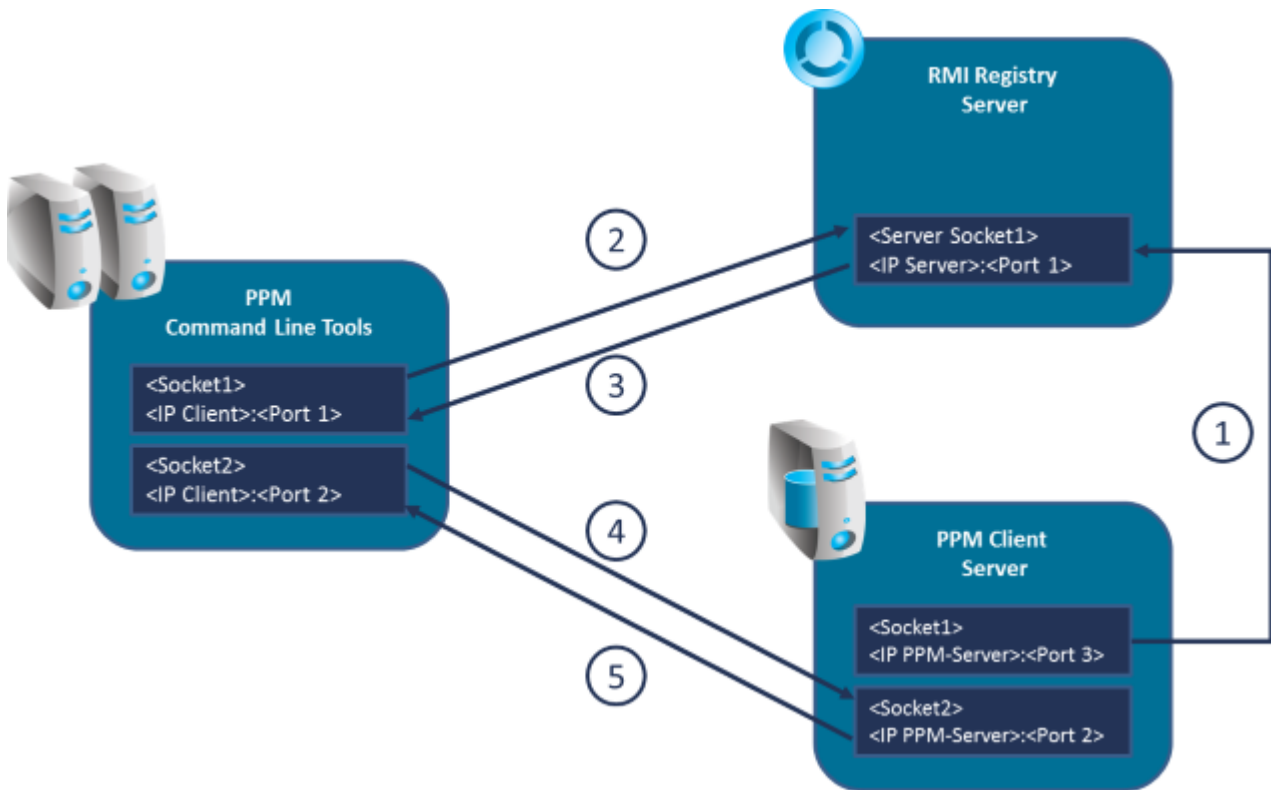 RMI Registry
Server
<Server Socket1>
<IP Server>:<Port 1>
2
PPM
Command Line Tools
<Socket1>
<IP Client>:<Port 1>
3
<Socket2>
<IP Client>:<Port 2>
1
4
PPM Client
Server
<Socket1>
<IP PPM-Server>:<Port 3>
5
<Socket2>
<IP PPM-Server>:<Port 2>